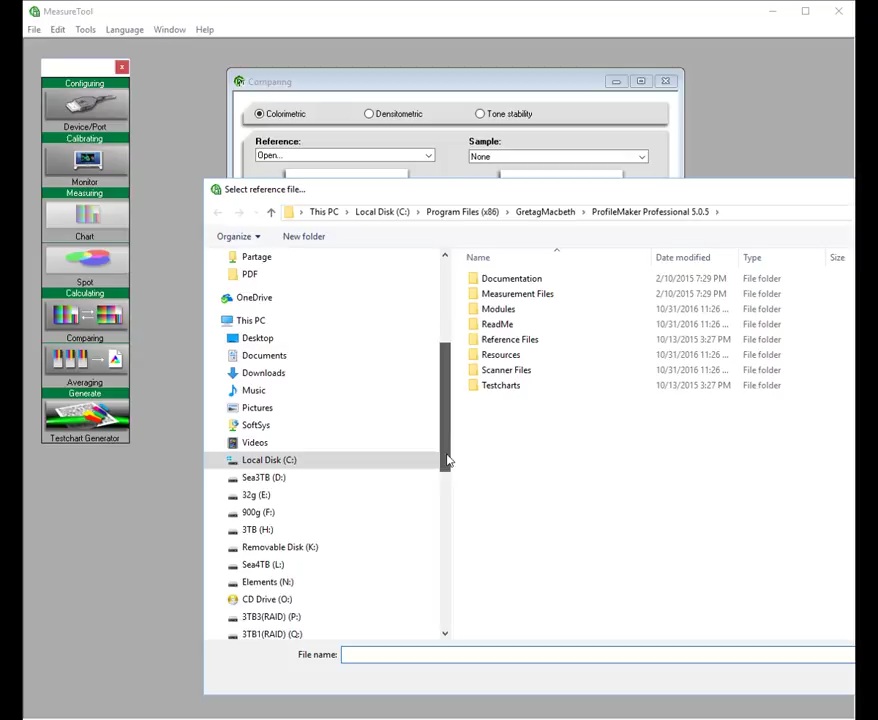 MeasureTool
File Edit Tools Language Window Help
Configuring
Device/Port
Calibrating
Monitor
Measuring
Chart
Spot
Calculating
Comparing
Averaging
Generate
Testchart Generator
Comparing
Colorimetric Densitometric Tone stability
Reference: Sample:
Open... None
Select reference file...
This PC > Local Disk (C:) > Program Files (x86) > GretagMacbeth > ProfileMaker Professional 5.0.5 >
Organize New folder
Partage
PDF
OneDrive
This PC
Desktop
Documents
Downloads
Music
Pictures
SoftSys
Videos
Local Disk (C:)
Sea3TB (D:)
32g (E:)
900g (F:)
3TB (H:)
Removable Disk (K:)
Sea4TB (L:)
Elements (N:)
CD Drive (O:)
3TB3(RAID) (P:)
3TB1(RAID) (Q:)
Name Date modified Type Size
Documentation 2/10/2015 7:29 PM File folder
Measurement Files 2/10/2015 7:29 PM File folder
Modules 10/31/2016 11:26 ... File folder
ReadMe 10/31/2016 11:26 ... File folder
Reference Files 10/13/2015 3:27 PM File folder
Resources 10/31/2016 11:26 ... File folder
Scanner Files 10/31/2016 11:26 ... File folder
Testcharts 10/13/2015 3:27 PM File folder
File name: